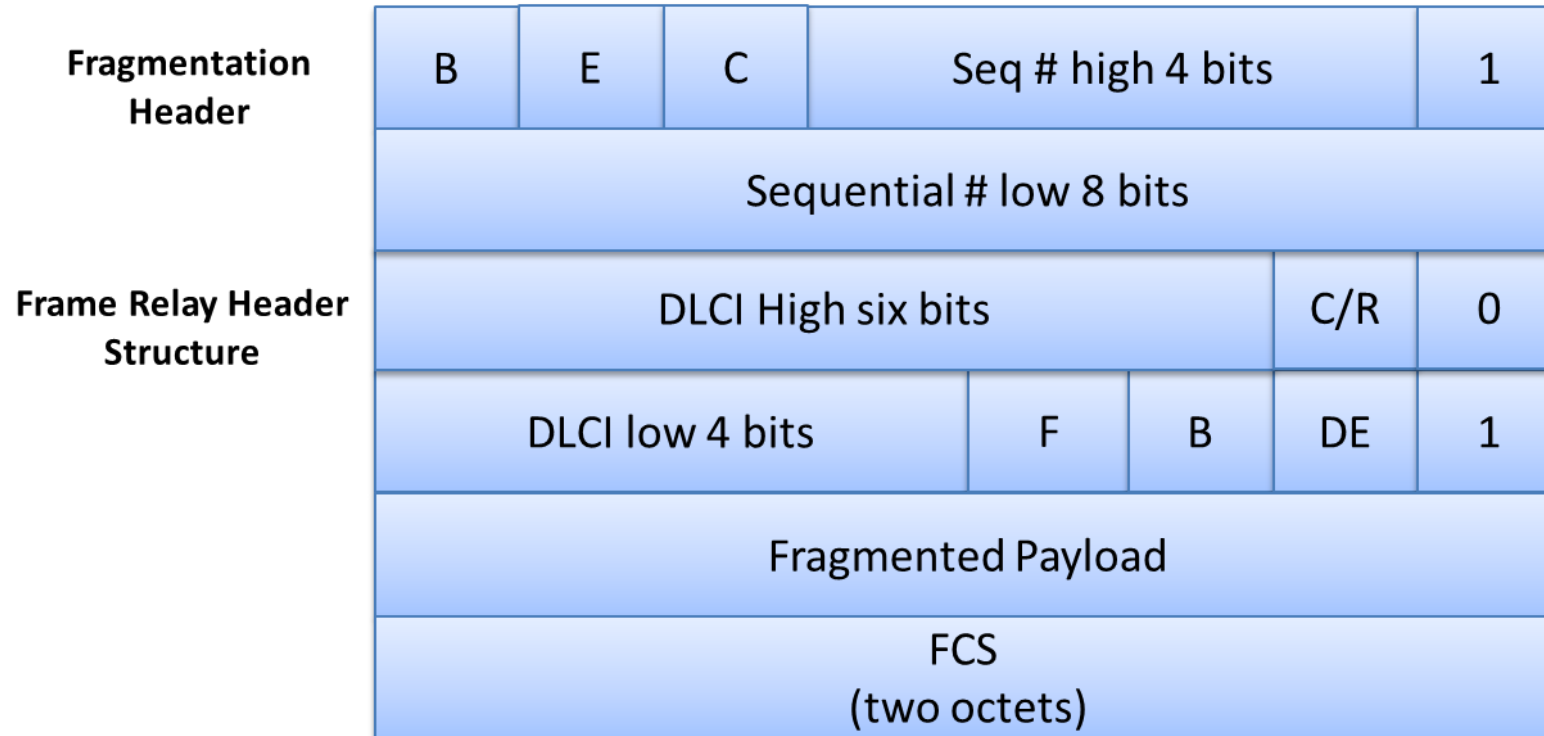 Fragmentation
Header
B E C Seq # high 4 bits 1
Sequential # low 8 bits
Frame Relay Header
Structure
DLCI High six bits C/R 0
DLCI low 4 bits F B DE 1
Fragmented Payload
FCS
(two octets)